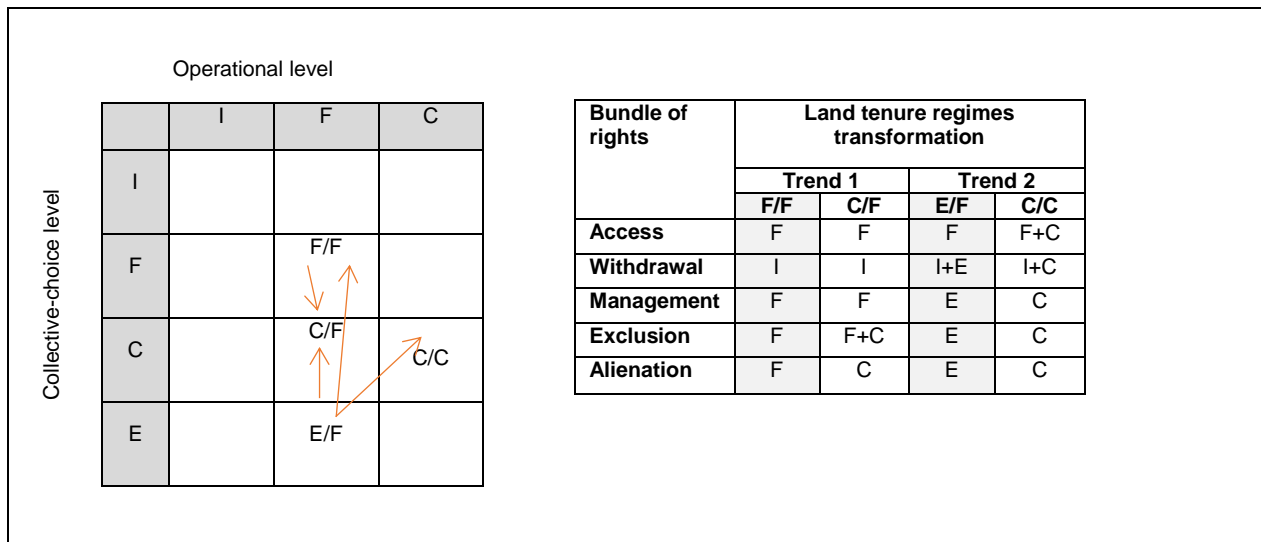 Operational level
I F C
I
F F/F
C C/F C/C
E E/F
Collective-choice level
Bundle of Land tenure regimes
rights transformation
Trend 1 Trend 2
F/F C/F E/F C/C
Access F F F F+C
Withdrawal I I I+E I+C
Management F F E C
Exclusion F F+C E C
Alienation F C E C